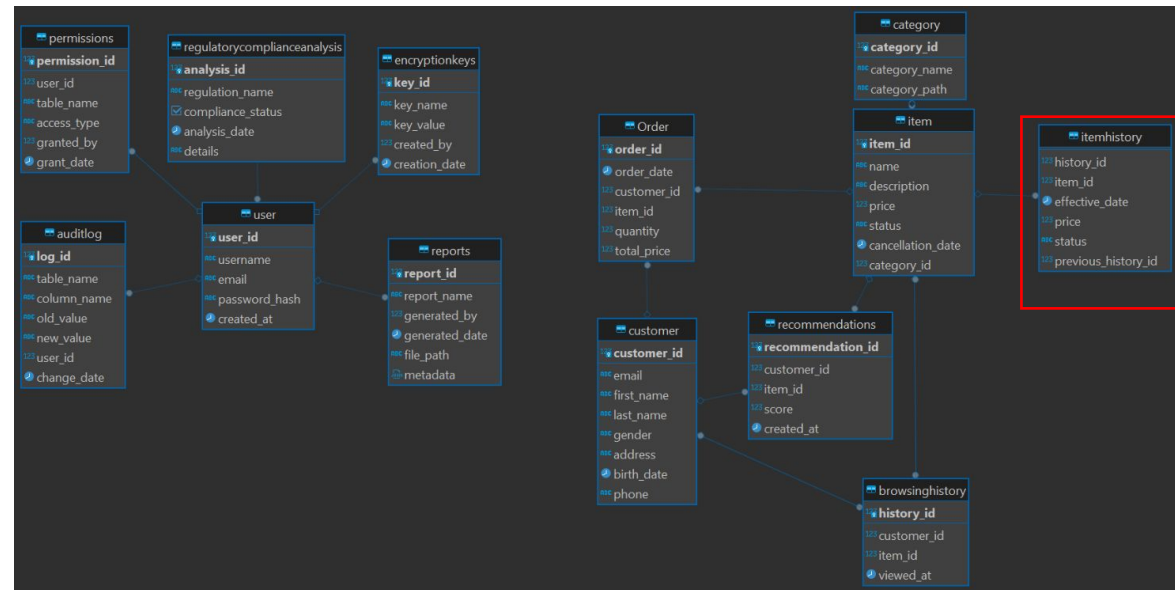 permissions
permission_id
user_id
table_name
access_type
granted_by
grant_date
regulatorycomplianceanalysis
analysis_id
regulation_name
compliance_status
analysis_date
details
encryptionkeys
key_id
key_name
key_value
created_by
creation_date
auditlog
log_id
table_name
column_name
old_value
new_value
user_id
change_date
user
user_id
username
email
password_hash
created_at
reports
report_id
report_name
generated_by
generated_date
file_path
metadata
category
category_id
category_name
category_path
Order
order_id
order_date
customer_id
item_id
quantity
total_price
item
item_id
name
description
price
status
cancellation_date
category_id
itemhistory
history_id
item_id
effective_date
price
status
previous_history_id
customer
customer_id
email
first_name
last_name
gender
address
birth_date
phone
recommendations
recommendation_id
customer_id
item_id
score
created_at
browsinghistory
history_id
customer_id
item_id
viewed_at